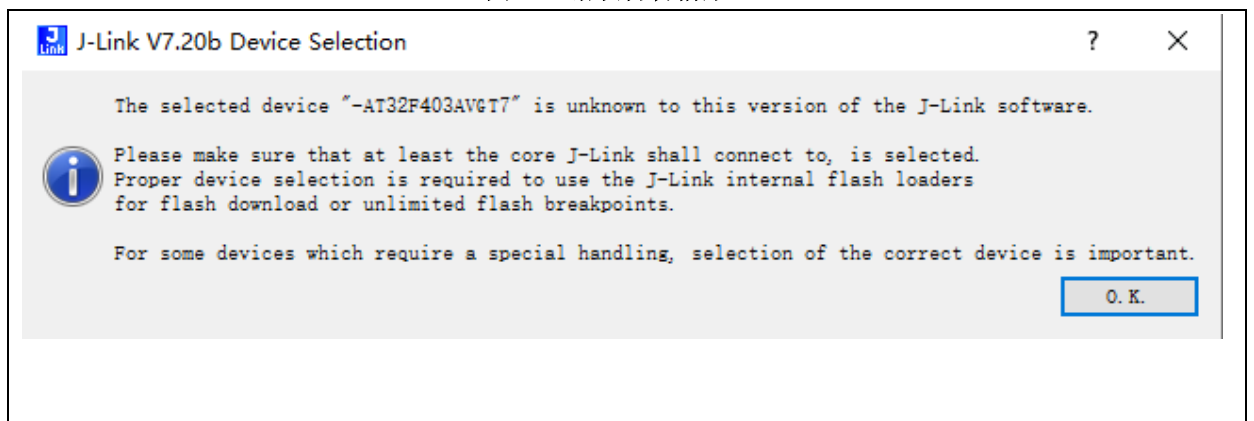 J-Link V7.20b Device Selection
The selected device "-AT32F403AVGT7" is unknown to this version of the J-Link software.
Please make sure that at least the core J-Link shall connect to, is selected.
Proper device selection is required to use the J-Link internal flash loaders
for flash download or unlimited flash breakpoints.
For some devices which require a special handling, selection of the correct device is important.
O.K.